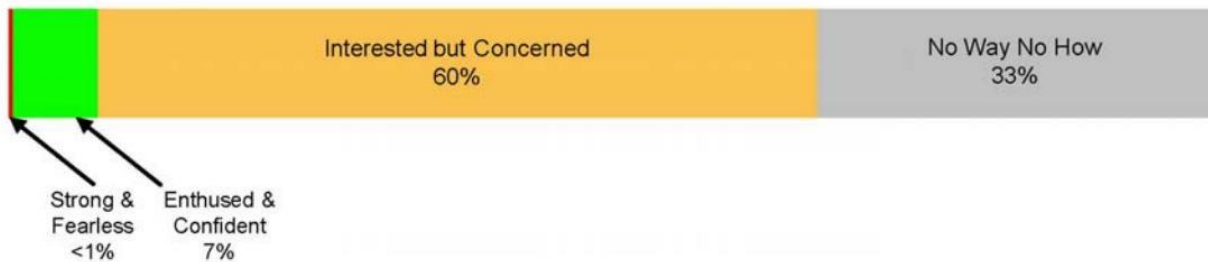 Interested but Concerned
60%
No Way No How
33%
Strong &
Fearless
<1%
Enthused &
Confident
7%